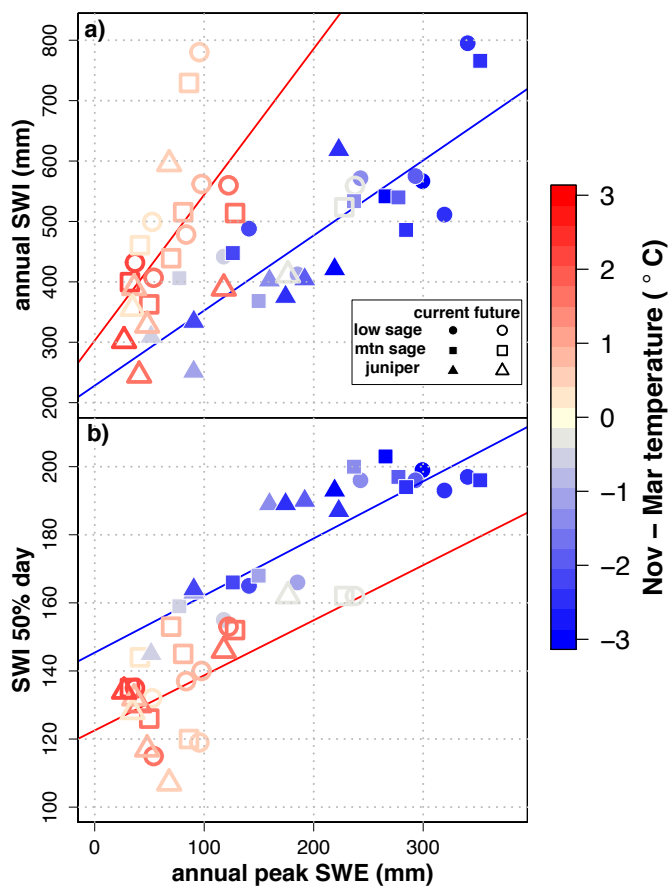 a)
800
700
600
500
400
300
200
annual SWI (mm)
current future
low sage
mtn sage
juniper
b)
200
180
160
140
120
100
SWI 50% day
0 100 200 300
annual peak SWE (mm)
3
2
1
0
−1
−2
−3
Nov − Mar temperature ( ° C)